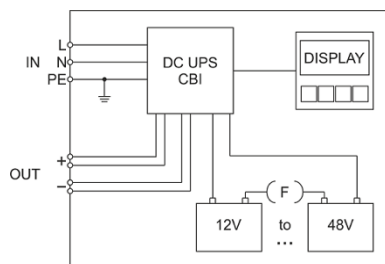 L
IN N
PE
DC UPS
CBI
DISPLAY
OUT
+
−
( F )
12V to 48V
...